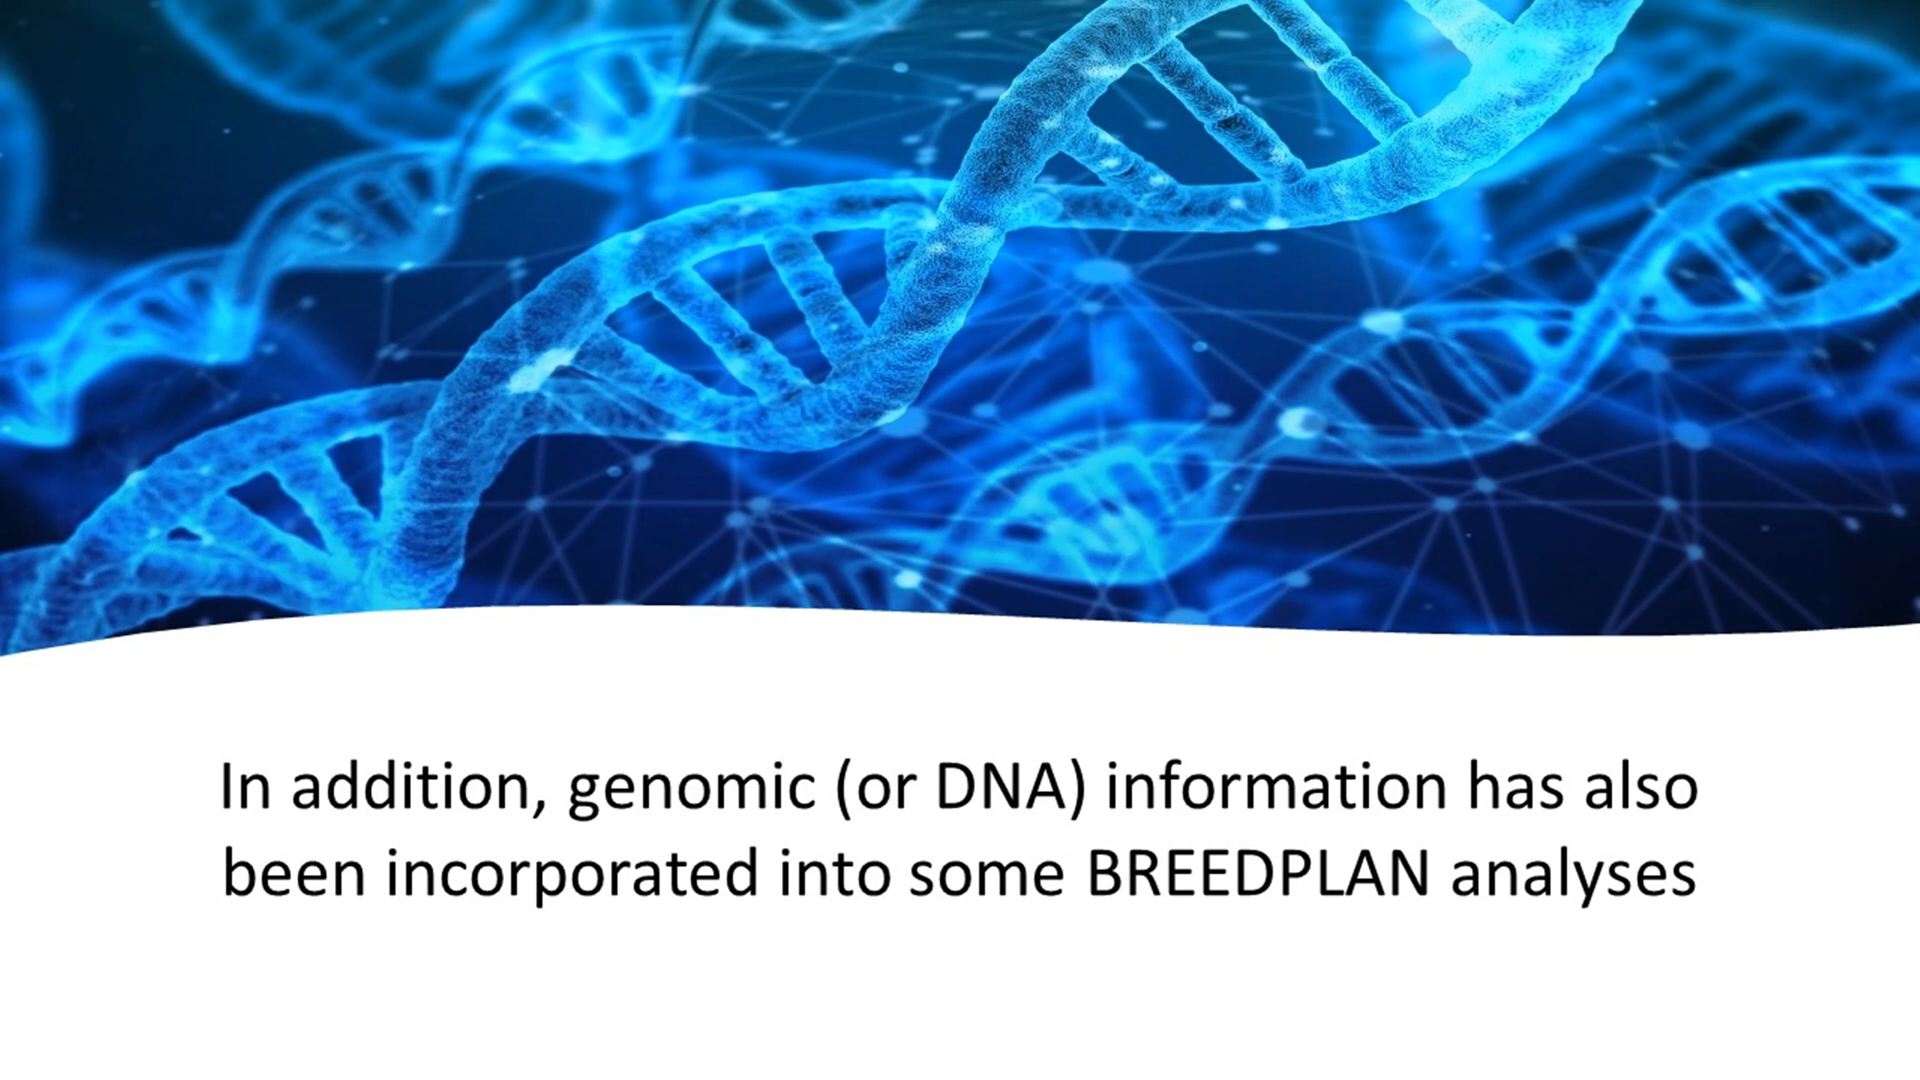 In addition, genomic (or DNA) information has also
been incorporated into some BREEDPLAN analyses